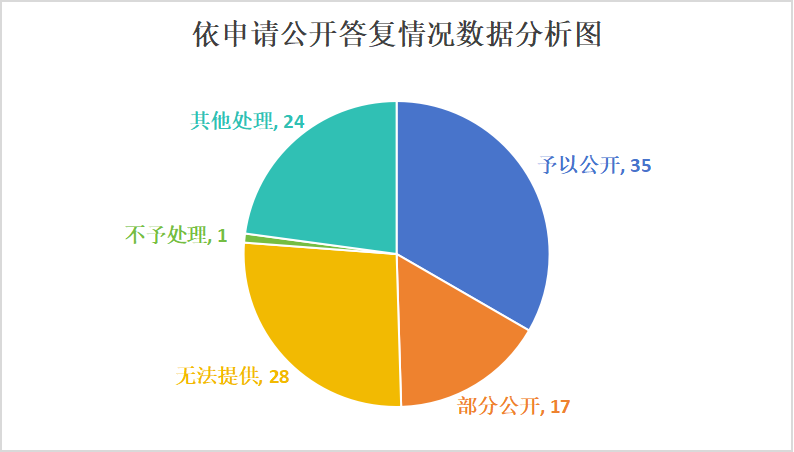 依申请公开答复情况数据分析图
其他处理, 24
予以公开, 35
不予处理, 1
无法提供, 28
部分公开, 17